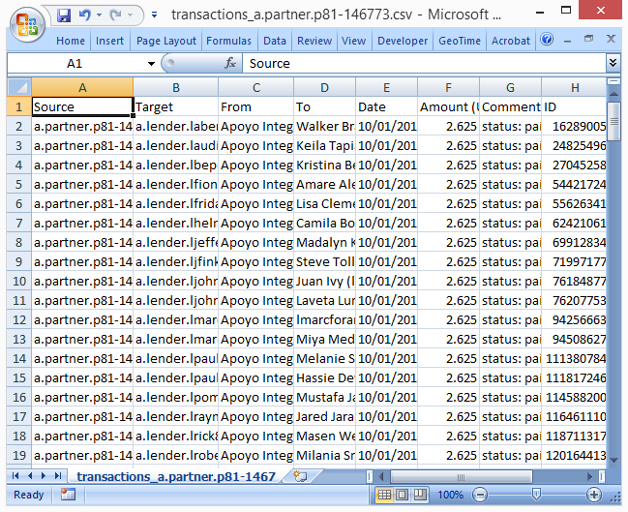 transactions_a.partner.p81-146773.csv - Microsoft ...
Home Insert Page Layout Formulas Data Review View Developer GeoTime Acrobat
A1 fx Source
A B C D E F G H
1 Source Target From To Date Amount (U Comment ID
2 a.partner.p81-14 a.lender.laber Apoyo Integ Walker Br 10/01/201 2.625 status: pai 16289005
3 a.partner.p81-14 a.lender.laudi Apoyo Integ Keila Tapi 10/01/201 2.625 status: pai 24825496
4 a.partner.p81-14 a.lender.lbep Apoyo Integ Kristina Be 10/01/201 2.625 status: pai 27045258
5 a.partner.p81-14 a.lender.lfion Apoyo Integ Amare Ale 10/01/201 2.625 status: pai 54421724
6 a.partner.p81-14 a.lender.lfrida Apoyo Integ Lisa Cleme 10/01/201 2.625 status: pai 55626341
7 a.partner.p81-14 a.lender.lhelr Apoyo Integ Camila Bo 10/01/201 2.625 status: pai 62421061
8 a.partner.p81-14 a.lender.ljeffe Apoyo Integ Madalyn K 10/01/201 2.625 status: pai 69912834
9 a.partner.p81-14 a.lender.ljfink Apoyo Integ Steve Toll 10/01/201 2.625 status: pai 71997177
10 a.partner.p81-14 a.lender.ljohr Apoyo Integ Juan Ivy (l 10/01/201 2.625 status: pai 76184877
11 a.partner.p81-14 a.lender.ljohr Apoyo Integ Laveta Lur 10/01/201 2.625 status: pai 76207753
12 a.partner.p81-14 a.lender.lmar Apoyo Integ lmarcfora 10/01/201 2.625 status: pai 94256663
13 a.partner.p81-14 a.lender.lmar Apoyo Integ Miya Med 10/01/201 2.625 status: pai 94508627
14 a.partner.p81-14 a.lender.lpaul Apoyo Integ Melanie S 10/01/201 2.625 status: pai 111380784
15 a.partner.p81-14 a.lender.lpaul Apoyo Integ Hassie De 10/01/201 2.625 status: pai 111817246
16 a.partner.p81-14 a.lender.lpom Apoyo Integ Mustafa Ja 10/01/201 2.625 status: pai 114588200
17 a.partner.p81-14 a.lender.lrayn Apoyo Integ Jared Jara 10/01/201 2.625 status: pai 116461110
18 a.partner.p81-14 a.lender.lrick8 Apoyo Integ Masen We 10/01/201 2.625 status: pai 118711317
19 a.partner.p81-14 a.lender.lrobe Apoyo Integ Milania Sr 10/01/201 2.625 status: pai 120164413
transactions_a.partner.p81-1467
Ready 100%